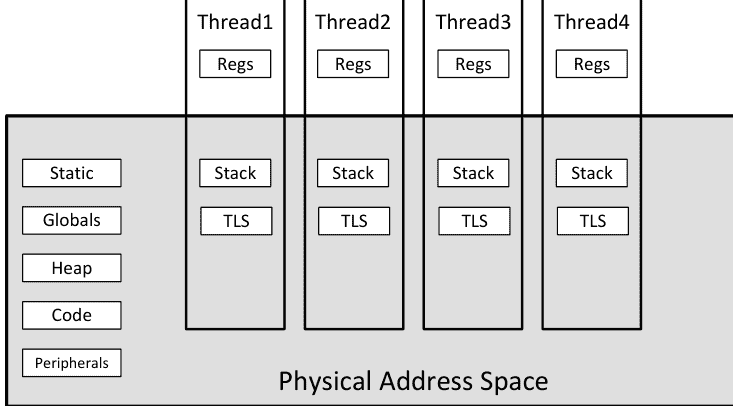 Thread1 Thread2 Thread3 Thread4
Regs Regs Regs Regs
Static Stack Stack Stack Stack
Globals TLS TLS TLS TLS
Heap
Code
Peripherals
Physical Address Space